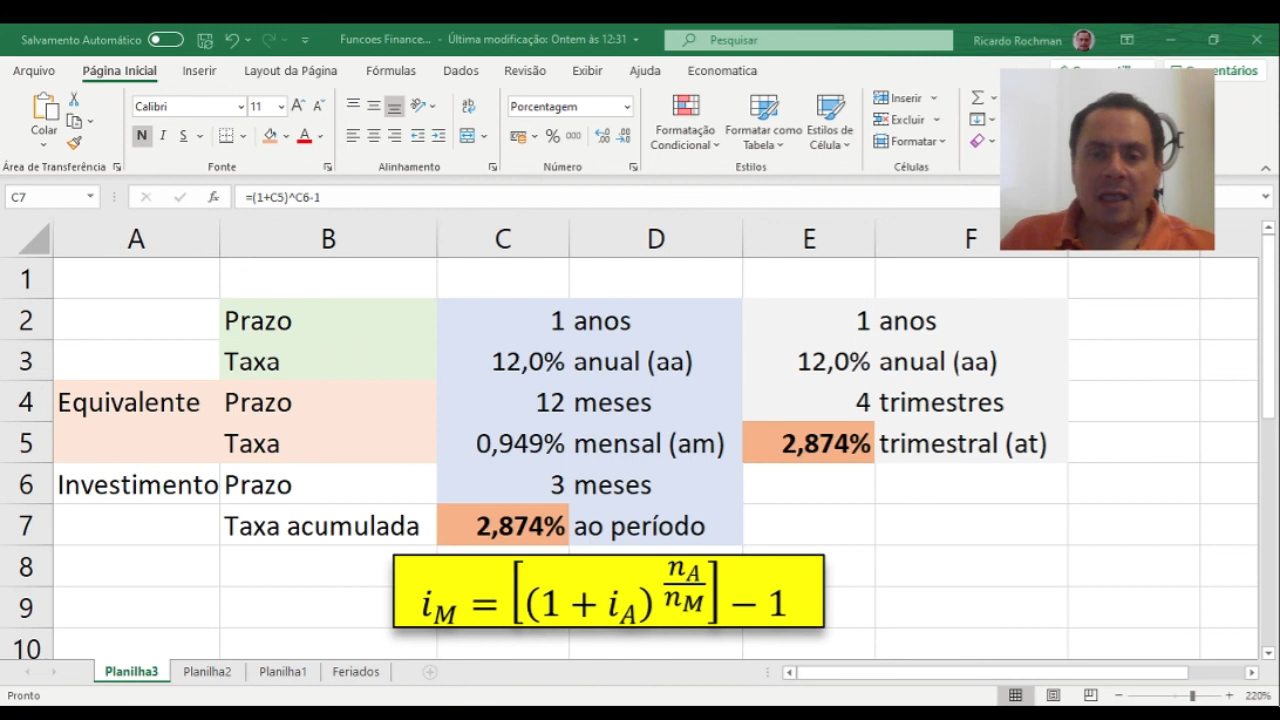 Salvamento Automático
Funcoes Finance... - Última modificação: Ontem às 12:31
Pesquisar
Ricardo Rochman
Arquivo Página Inicial Inserir Layout da Página Fórmulas Dados Revisão Exibir Ajuda Economatica
Colar
Calibri 11
N I S
Porcentagem
% 000
Formatação Condicional
Formatar como Tabela
Estilos de Célula
Inserir
Excluir
Formatar
Área de Transferência Fonte Alinhamento Número Estilos Células
C7 fx =(1+C5)^C6-1
A B C D E F
1
2 Prazo 1 anos 1 anos
3 Taxa 12,0% anual (aa) 12,0% anual (aa)
4 Equivalente Prazo 12 meses 4 trimestres
5 Taxa 0,949% mensal (am) 2,874% trimestral (at)
6 Investimento Prazo 3 meses
7 Taxa acumulada 2,874% ao período
8
9
10
i_M = [(1 + i_A)^(n_A/n_M)] − 1
Planilha3 Planilha2 Planilha1 Feriados
Pronto
220%